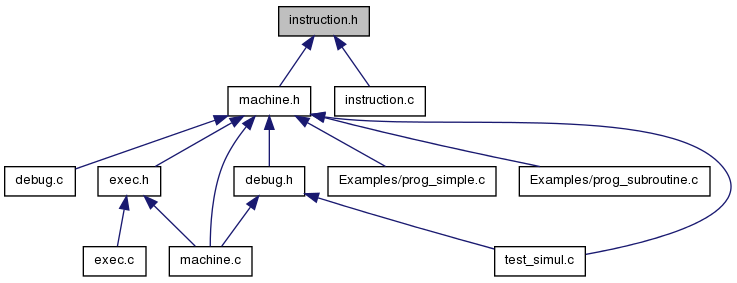 instruction.h
machine.h
instruction.c
debug.c
exec.h
debug.h
Examples/prog_simple.c
Examples/prog_subroutine.c
exec.c
machine.c
test_simul.c